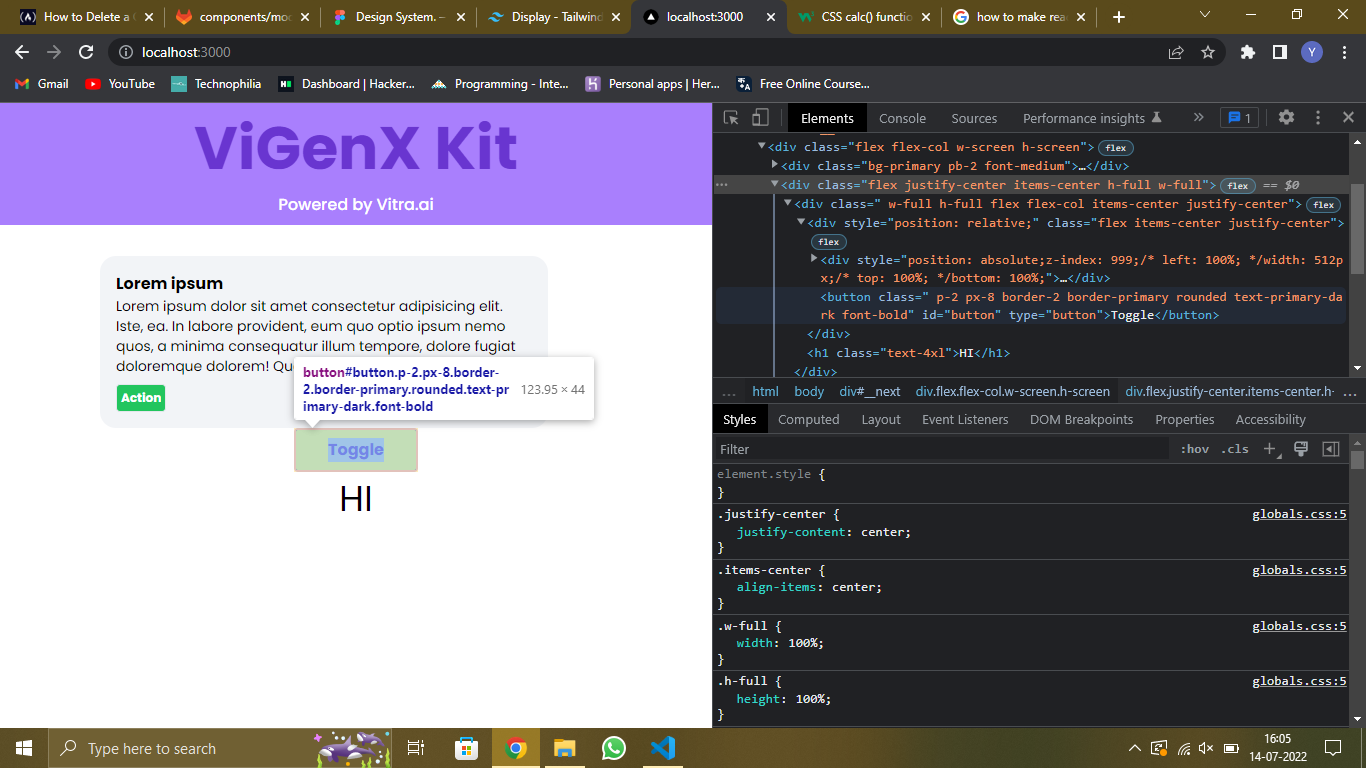 How to Delete a
components/mod
Design System. –
Display - Tailwind
localhost:3000
CSS calc() functio
how to make rea
localhost:3000
Y
Gmail
YouTube
Technophilia
Dashboard | Hacker...
Programming - Inte...
Personal apps | Her...
Free Online Course...
ViGenX Kit
Powered by Vitra.ai
Lorem ipsum
Lorem ipsum dolor sit amet consectetur adipisicing elit.
Iste, ea. In labore provident, eum quo optio ipsum nemo
quos, a minima consequatur illum tempore, dolore fugiat
doloremque dolorem! Qu
Action
button#button.p-2.px-8.border-
2.border-primary.rounded.text-pr
imary-dark.font-bold
123.95 × 44
Toggle
HI
Elements
Console
Sources
Performance insights
»
1
<div class="flex flex-col w-screen h-screen"> flex
<div class="bg-primary pb-2 font-medium">…</div>
<div class="flex justify-center items-center h-full w-full"> flex == $0
<div class=" w-full h-full flex flex-col items-center justify-center"> flex
<div style="position: relative;" class="flex items-center justify-center">
flex
<div style="position: absolute;z-index: 999;/* left: 100%; */width: 512p
x;/* top: 100%; */bottom: 100%;">…</div>
<button class=" p-2 px-8 border-2 border-primary rounded text-primary-da
rk font-bold" id="button" type="button">Toggle</button>
</div>
<h1 class="text-4xl">HI</h1>
</div>
... html body div#__next div.flex.flex-col.w-screen.h-screen div.flex.justify-center.items-center.h- ...
Styles
Computed
Layout
Event Listeners
DOM Breakpoints
Properties
Accessibility
Filter
:hov
.cls
element.style {
}
.justify-center {
globals.css:5
justify-content: center;
}
.items-center {
globals.css:5
align-items: center;
}
.w-full {
globals.css:5
width: 100%;
}
.h-full {
globals.css:5
height: 100%;
}
Type here to search
16:05
14-07-2022